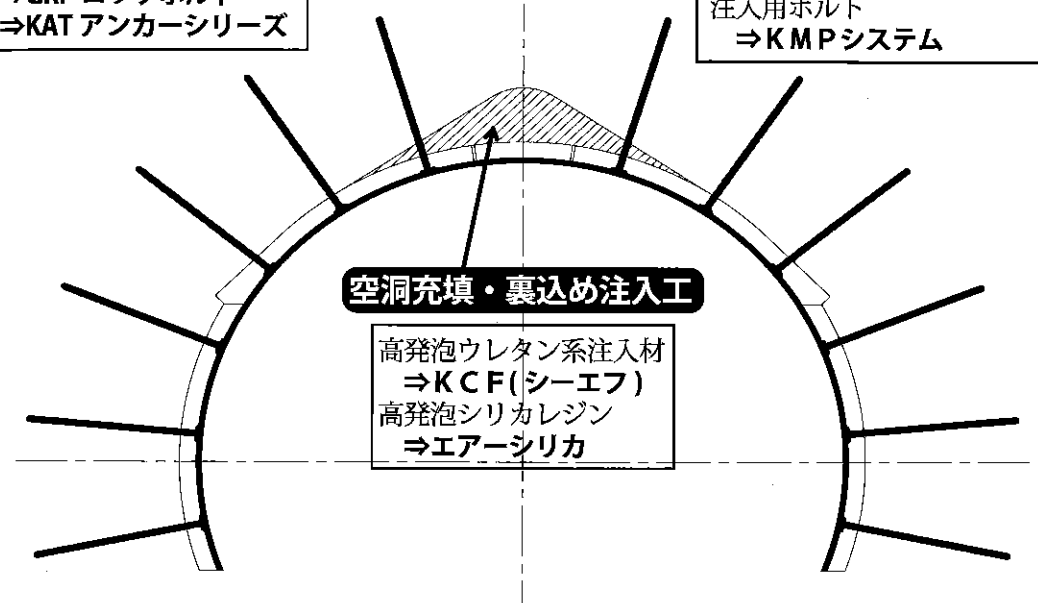 ⇒KAT アンカーシリーズ
注入用ボルト
⇒KMPシステム
空洞充填・裏込め注入工
高発泡ウレタン系注入材
⇒KCF(シーエフ)
高発泡シリカレジン
⇒エアーシリカ